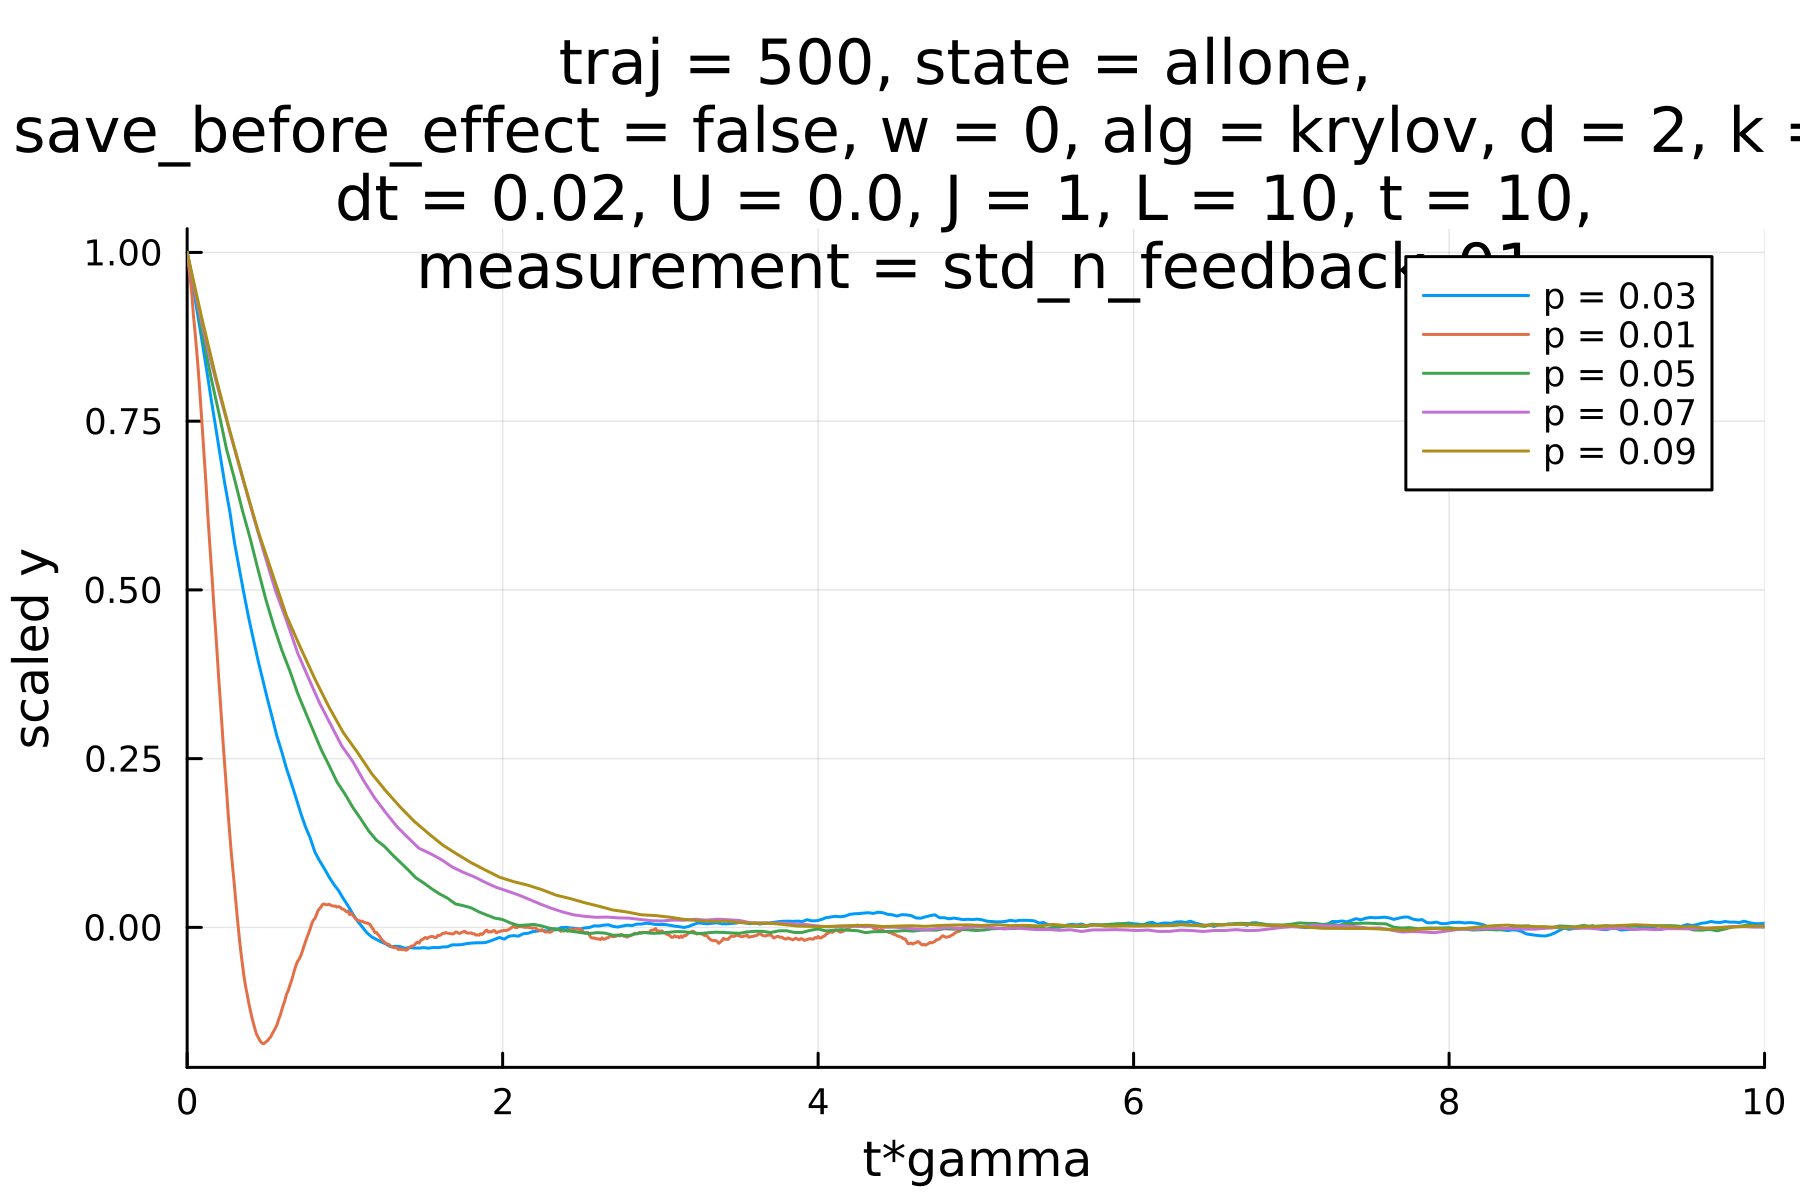 traj = 500, state = allone,
save_before_effect = false, w = 0, alg = krylov, d = 2, k =
dt = 0.02, U = 0.0, J = 1, L = 10, t = 10,
measurement = std_n_feedback
p = 0.03
p = 0.01
p = 0.05
p = 0.07
p = 0.09
1.00
0.75
0.50
0.25
0.00
scaled y
0 2 4 6 8 10
t*gamma